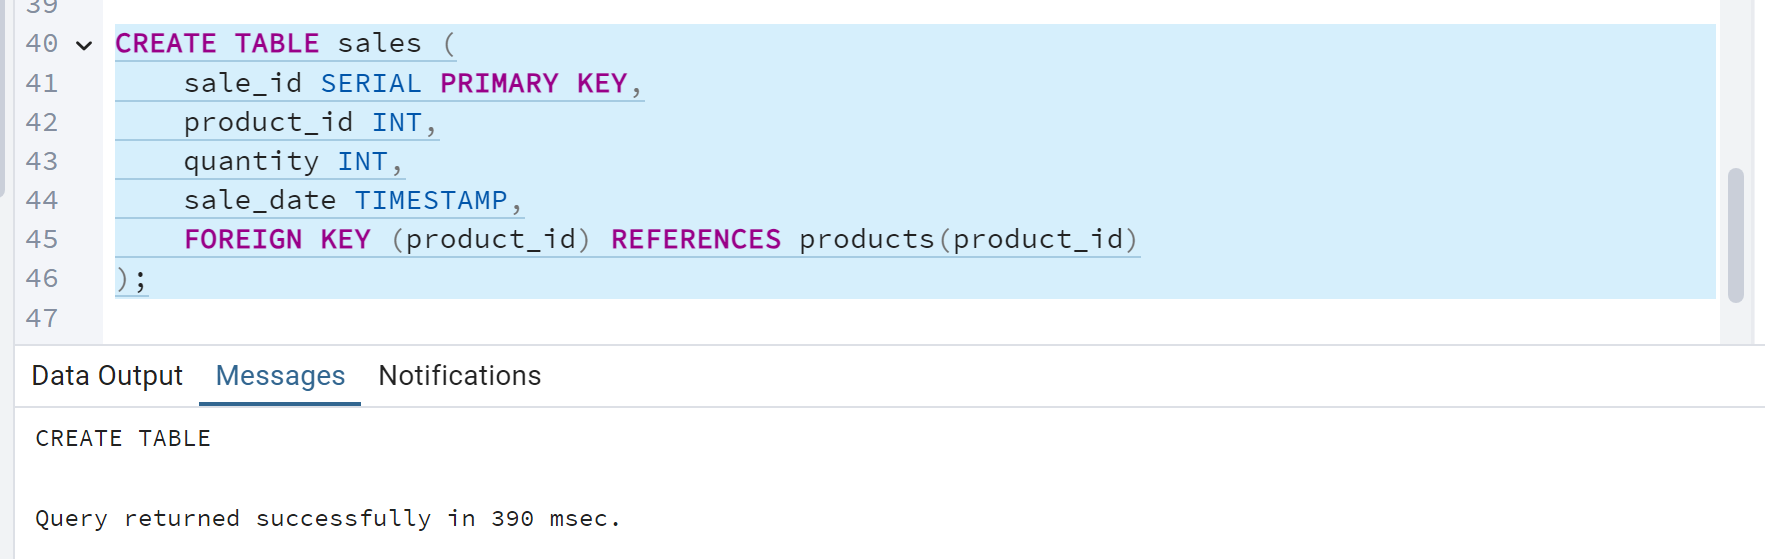 39
40 CREATE TABLE sales (
41     sale_id SERIAL PRIMARY KEY,
42     product_id INT,
43     quantity INT,
44     sale_date TIMESTAMP,
45     FOREIGN KEY (product_id) REFERENCES products(product_id)
46 );
47
Data Output Messages Notifications
CREATE TABLE
Query returned successfully in 390 msec.